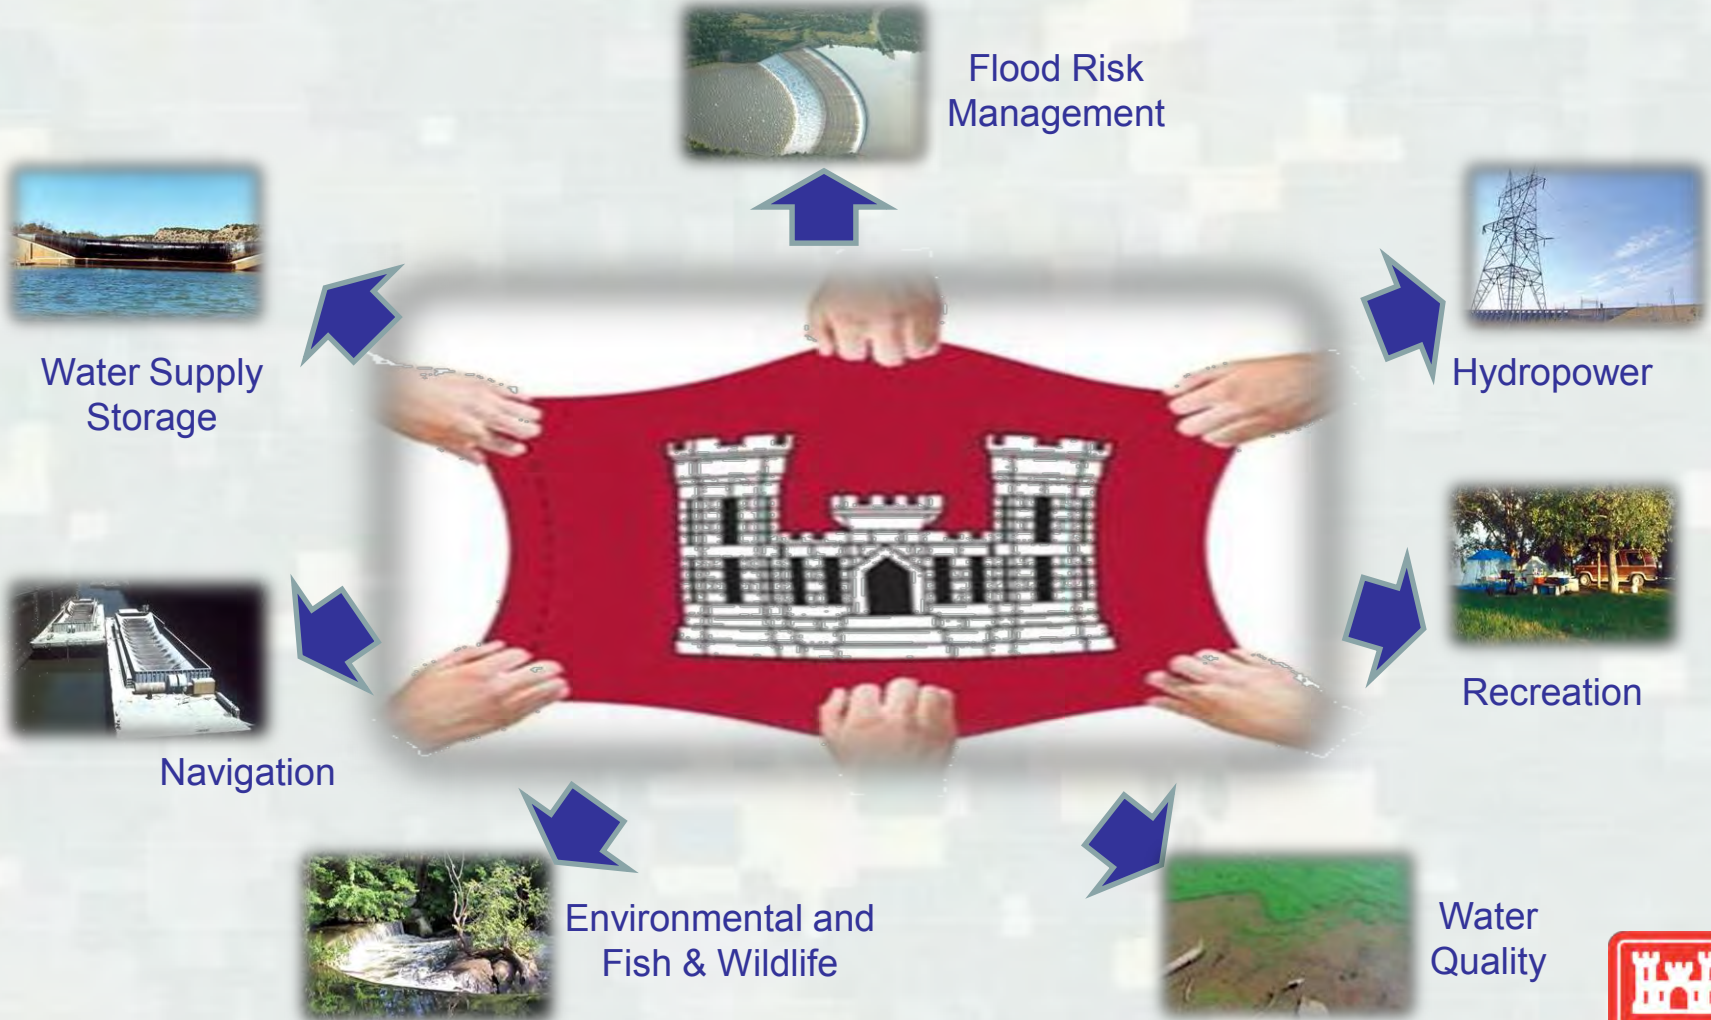 Flood Risk
Management
Water Supply
Storage
Hydropower
Recreation
Navigation
Environmental and
Fish & Wildlife
Water
Quality